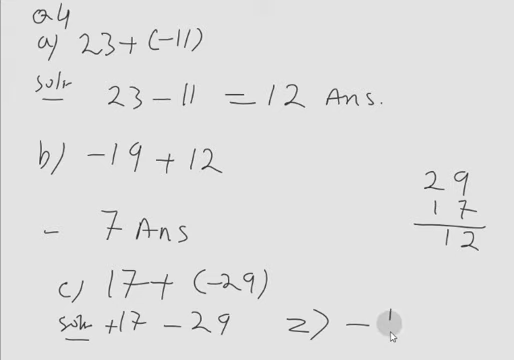 Q4
a) 23 + (-11)
Soln 23 - 11 = 12 Ans.
b) -19 + 12
- 7 Ans
29
17
12
c) 17 + (-29)
Soln +17 - 29 => - 1